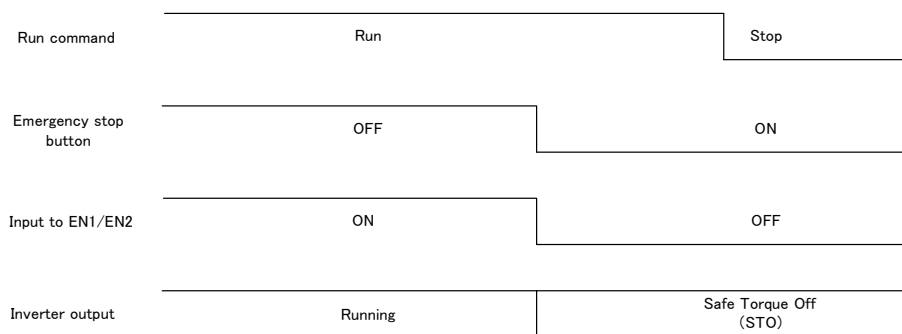 Run command
Run
Stop
Emergency stop
button
OFF
ON
Input to EN1/EN2
ON
OFF
Inverter output
Running
Safe Torque Off
(STO)